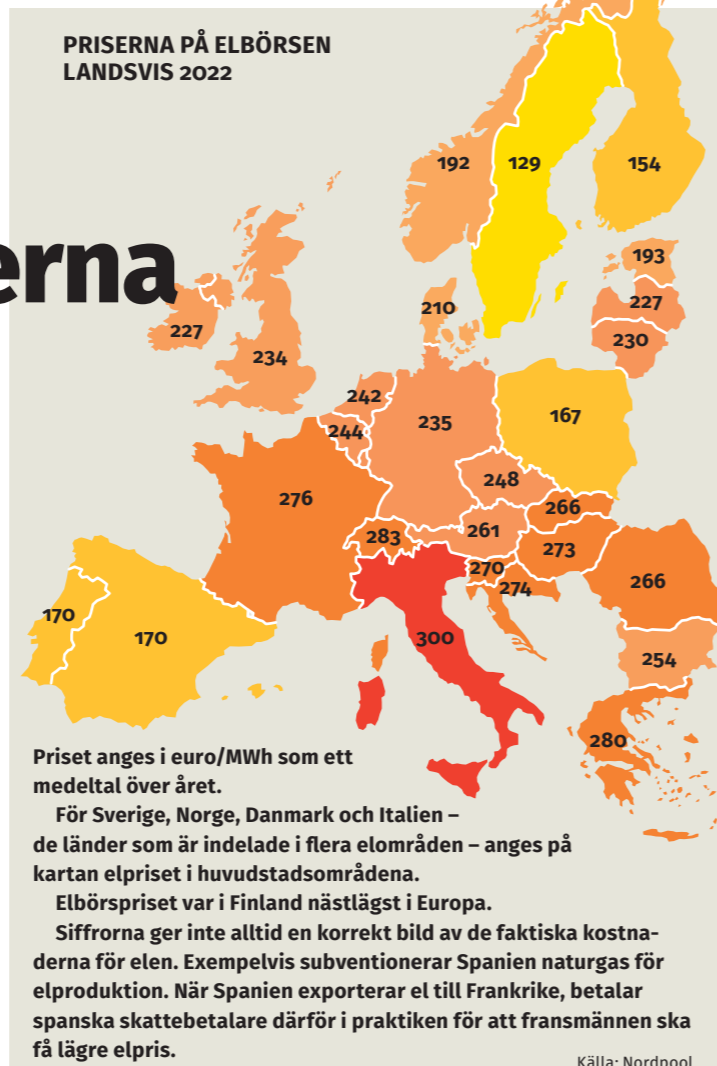 PRISERNA PÅ ELBÖRSEN
LANDSVIS 2022
192
129
154
erna
193
210
227
227
230
234
242
235
167
244
248
276
266
283
261
273
270
274
266
170
170
300
254
280
Priset anges i euro/MWh som ett
medeltal över året.
För Sverige, Norge, Danmark och Italien –
de länder som är indelade i flera elområden – anges på
kartan elpriset i huvudstadsområdena.
Elbörspriset var i Finland nästlägst i Europa.
Siffrorna ger inte alltid en korrekt bild av de faktiska kostna-
derna för elen. Exempelvis subventionerar Spanien naturgas för
elproduktion. När Spanien exporterar el till Frankrike, betalar
spanska skattebetalare därför i praktiken för att fransmännen ska
få lägre elpris.
Källa: Nordpool